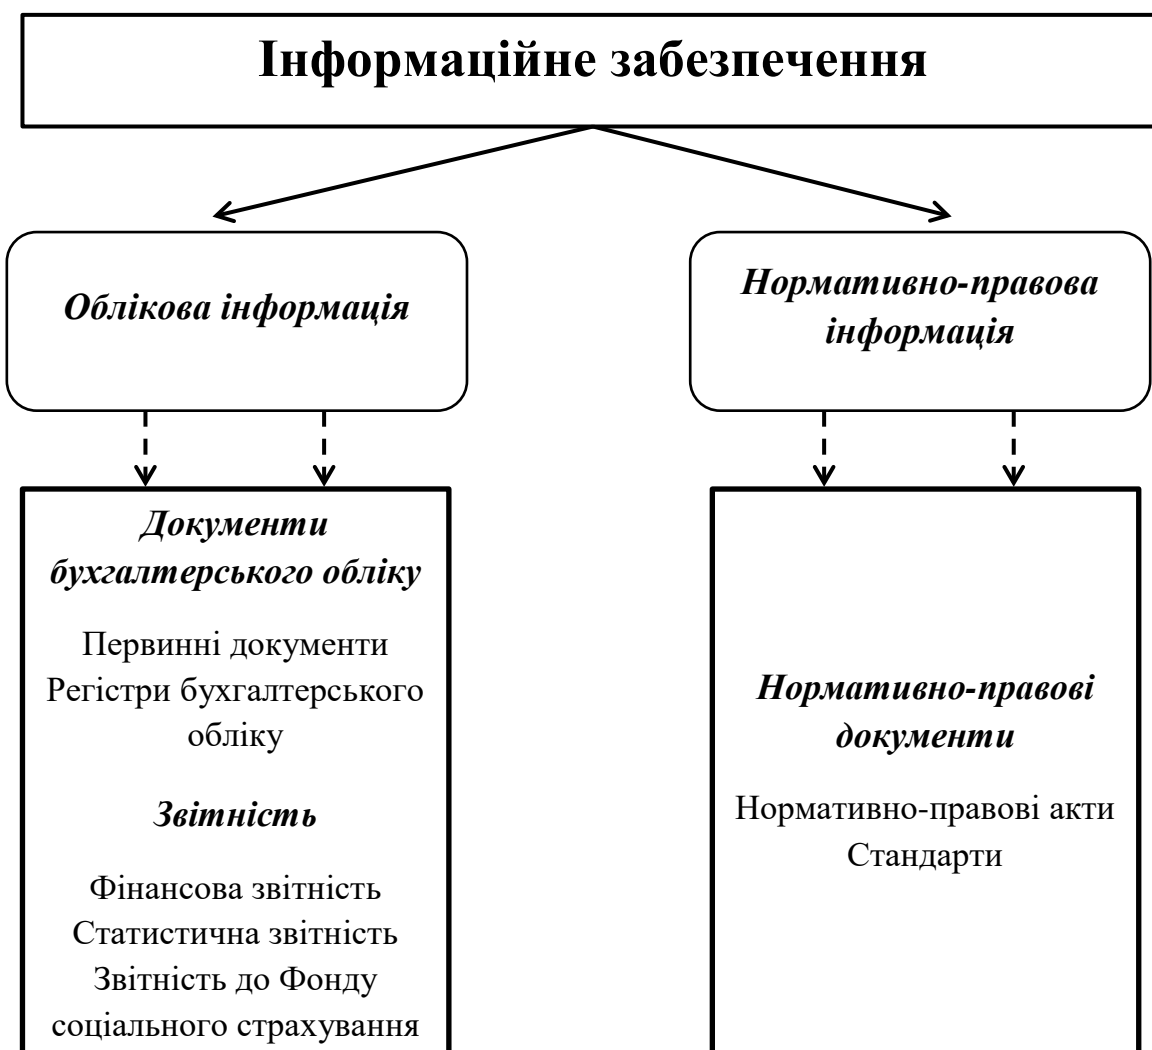 Інформаційне забезпечення
Облікова інформація
Нормативно-правова
інформація
Документи
бухгалтерського обліку
Первинні документи
Регістри бухгалтерського
обліку
Звітність
Фінансова звітність
Статистична звітність
Звітність до Фонду
соціального страхування
Нормативно-правові
документи
Нормативно-правові акти
Стандарти